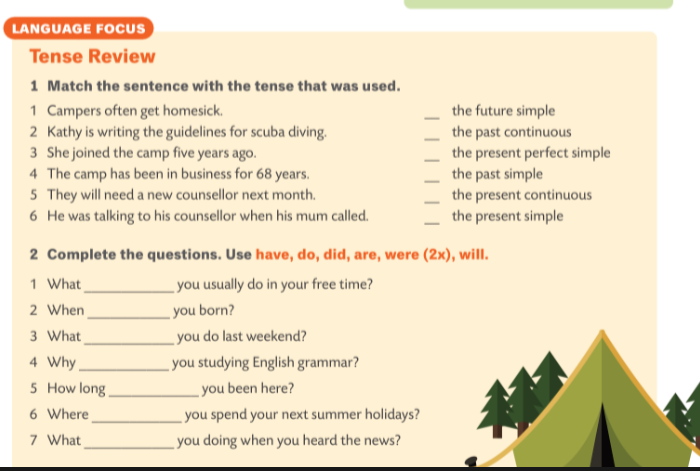 LANGUAGE FOCUS
Tense Review
1 Match the sentence with the tense that was used.
1 Campers often get homesick. __ the future simple
2 Kathy is writing the guidelines for scuba diving. __ the past continuous
3 She joined the camp five years ago. __ the present perfect simple
4 The camp has been in business for 68 years. __ the past simple
5 They will need a new counsellor next month. __ the present continuous
6 He was talking to his counsellor when his mum called. __ the present simple
2 Complete the questions. Use have, do, did, are, were (2x), will.
1 What ____________ you usually do in your free time?
2 When ____________ you born?
3 What ____________ you do last weekend?
4 Why ____________ you studying English grammar?
5 How long ____________ you been here?
6 Where ____________ you spend your next summer holidays?
7 What ____________ you doing when you heard the news?